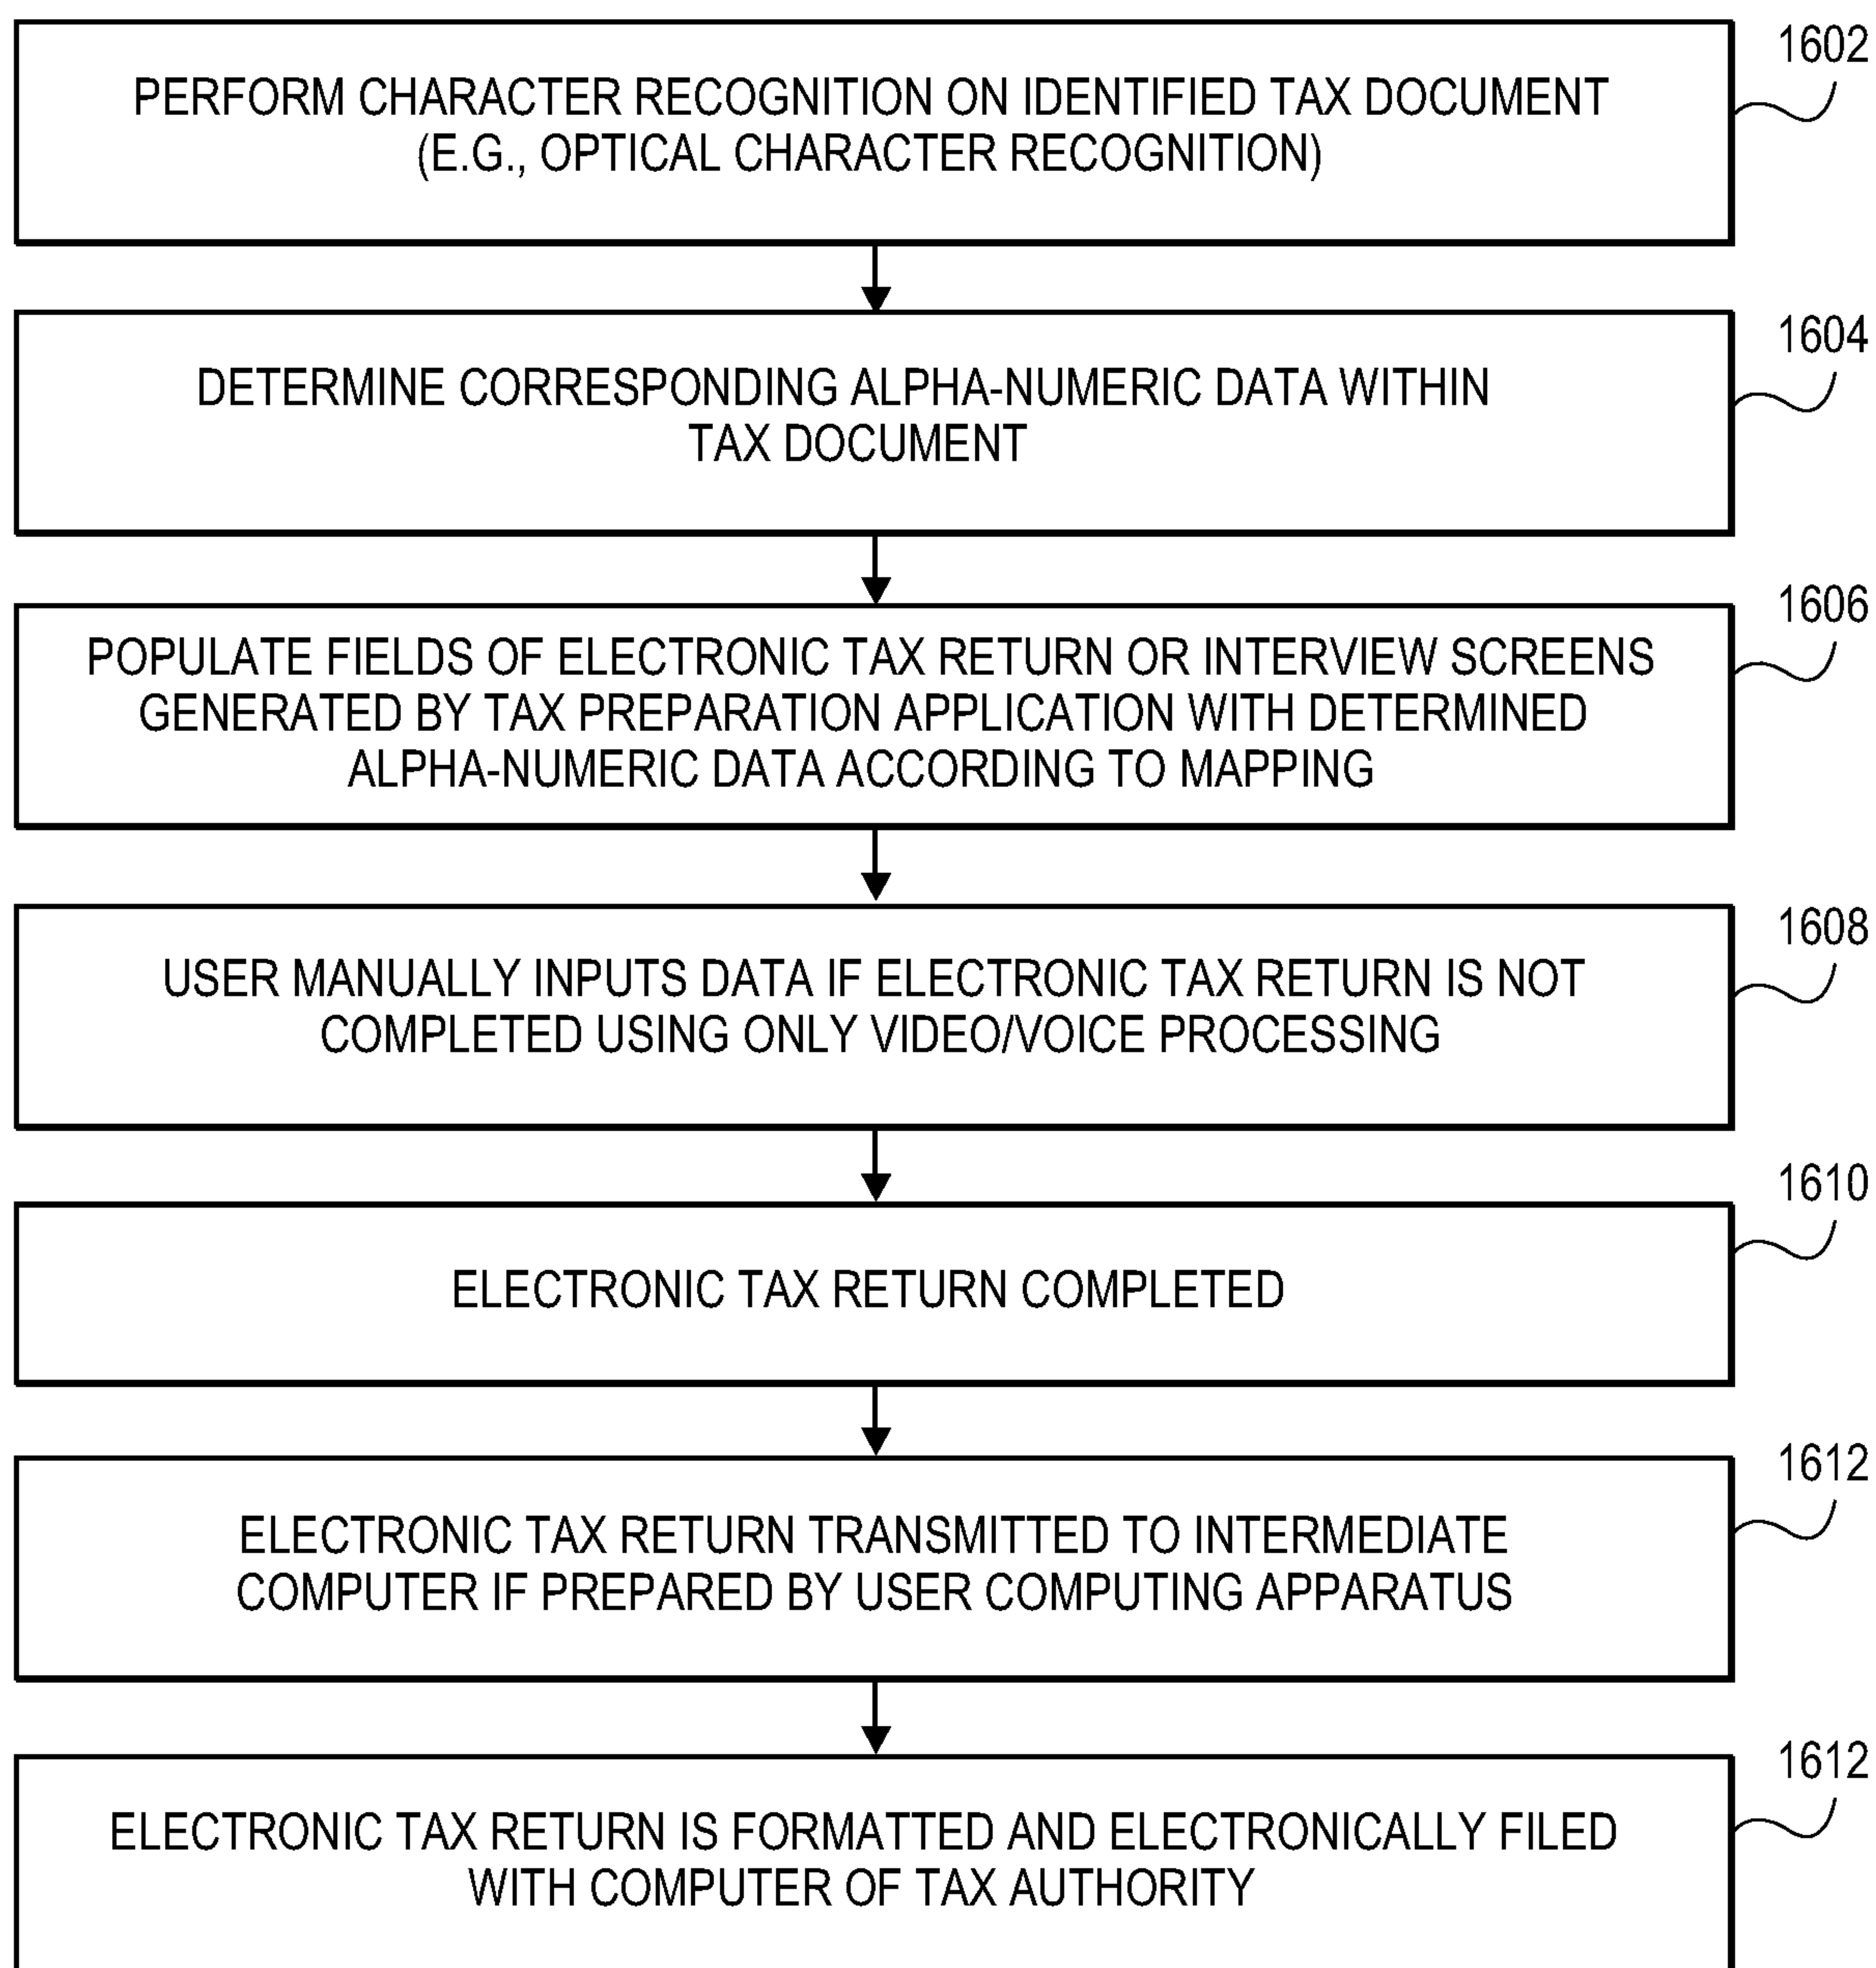 1602
PERFORM CHARACTER RECOGNITION ON IDENTIFIED TAX DOCUMENT
(E.G., OPTICAL CHARACTER RECOGNITION)
1604
DETERMINE CORRESPONDING ALPHA-NUMERIC DATA WITHIN
TAX DOCUMENT
1606
POPULATE FIELDS OF ELECTRONIC TAX RETURN OR INTERVIEW SCREENS
GENERATED BY TAX PREPARATION APPLICATION WITH DETERMINED
ALPHA-NUMERIC DATA ACCORDING TO MAPPING
1608
USER MANUALLY INPUTS DATA IF ELECTRONIC TAX RETURN IS NOT
COMPLETED USING ONLY VIDEO/VOICE PROCESSING
1610
ELECTRONIC TAX RETURN COMPLETED
1612
ELECTRONIC TAX RETURN TRANSMITTED TO INTERMEDIATE
COMPUTER IF PREPARED BY USER COMPUTING APPARATUS
1612
ELECTRONIC TAX RETURN IS FORMATTED AND ELECTRONICALLY FILED
WITH COMPUTER OF TAX AUTHORITY